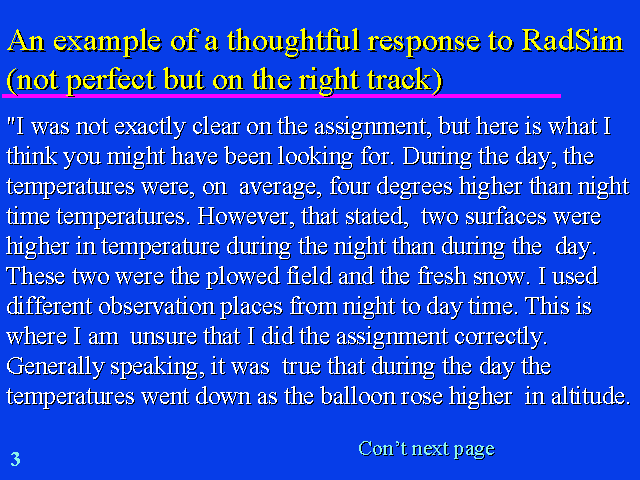 An example of a thoughtful response to RadSim
(not perfect but on the right track)
"I was not exactly clear on the assignment, but here is what I
think you might have been looking for. During the day, the
temperatures were, on  average, four degrees higher than night
time temperatures. However, that stated,  two surfaces were
higher in temperature during the night than during the  day.
These two were the plowed field and the fresh snow. I used
different observation places from night to day time. This is
where I am  unsure that I did the assignment correctly.
Generally speaking, it was  true that during the day the
temperatures went down as the balloon rose higher  in altitude.
Con't next page
3